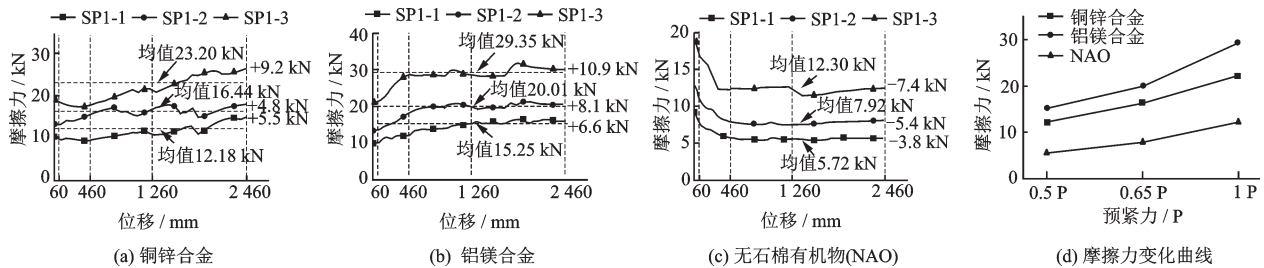 SP1-1 SP1-2 SP1-3
摩擦力 / kN
30
20
10
0
均值23.20 kN
均值16.44 kN
均值12.18 kN
+9.2 kN
+4.8 kN
+5.5 kN
60 460 1 260 2 460
位移 / mm
(a) 铜锌合金
SP1-1 SP1-2 SP1-3
摩擦力 / kN
40
30
20
10
0
均值29.35 kN
均值20.01 kN
均值15.25 kN
+10.9 kN
+8.1 kN
+6.6 kN
60 460 1 260 2 460
位移 / mm
(b) 铝镁合金
SP1-1 SP1-2 SP1-3
摩擦力 / kN
20
15
10
5
0
均值12.30 kN
均值7.92 kN
均值5.72 kN
−7.4 kN
−5.4 kN
−3.8 kN
60 460 1 260 2 460
位移 / mm
(c) 无石棉有机物(NAO)
铜锌合金
铝镁合金
NAO
摩擦力 / kN
30
20
10
0
0.5 P 0.65 P 1 P
预紧力 / P
(d) 摩擦力变化曲线